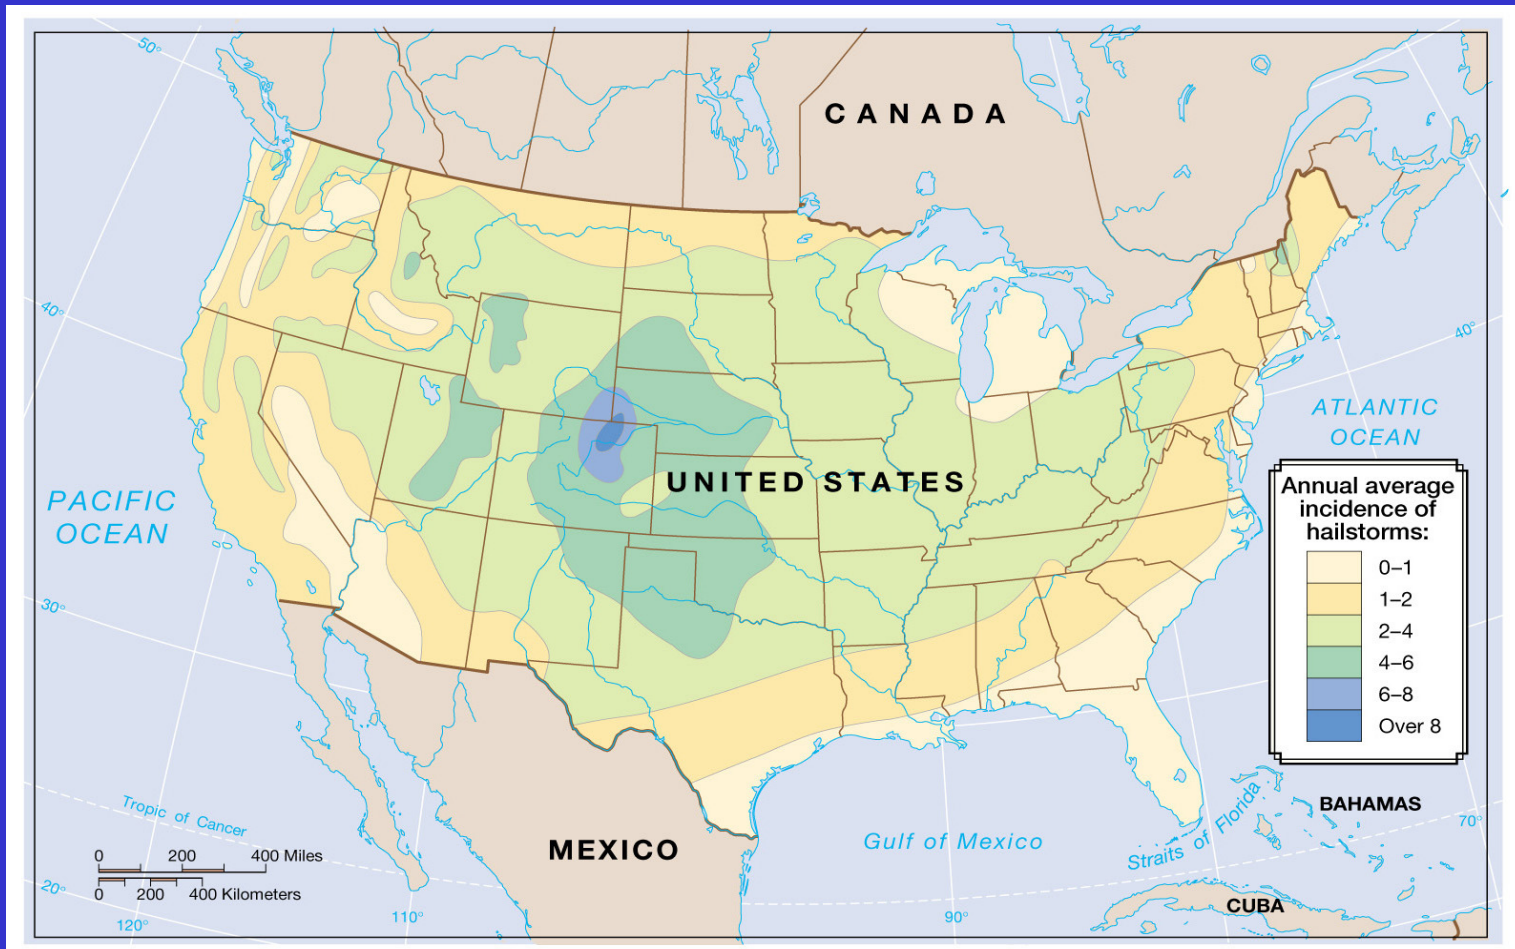 50°
CANADA
40°
40°
ATLANTIC
OCEAN
PACIFIC
OCEAN
UNITED STATES
Annual average
incidence of
hailstorms:
0–1
1–2
2–4
4–6
6–8
Over 8
30°
BAHAMAS
70°
Tropic of Cancer
MEXICO
Gulf of Mexico
Straits of Florida
0 200 400 Miles
0 200 400 Kilometers
20°
120°
110°
90°
CUBA